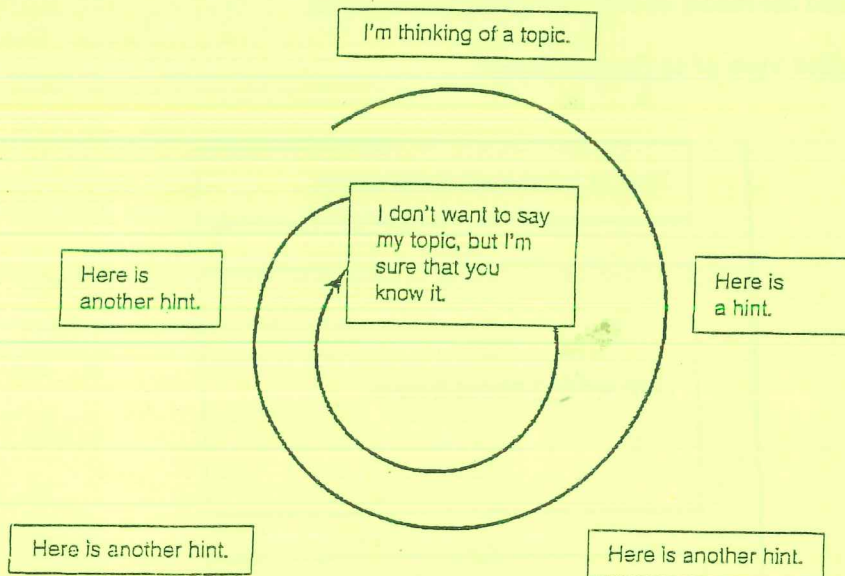 I'm thinking of a topic.
I don't want to say
my topic, but I'm
sure that you
know it.
Here is
a hint.
Here is another hint.
Here is another hint.
Here is
another hint.